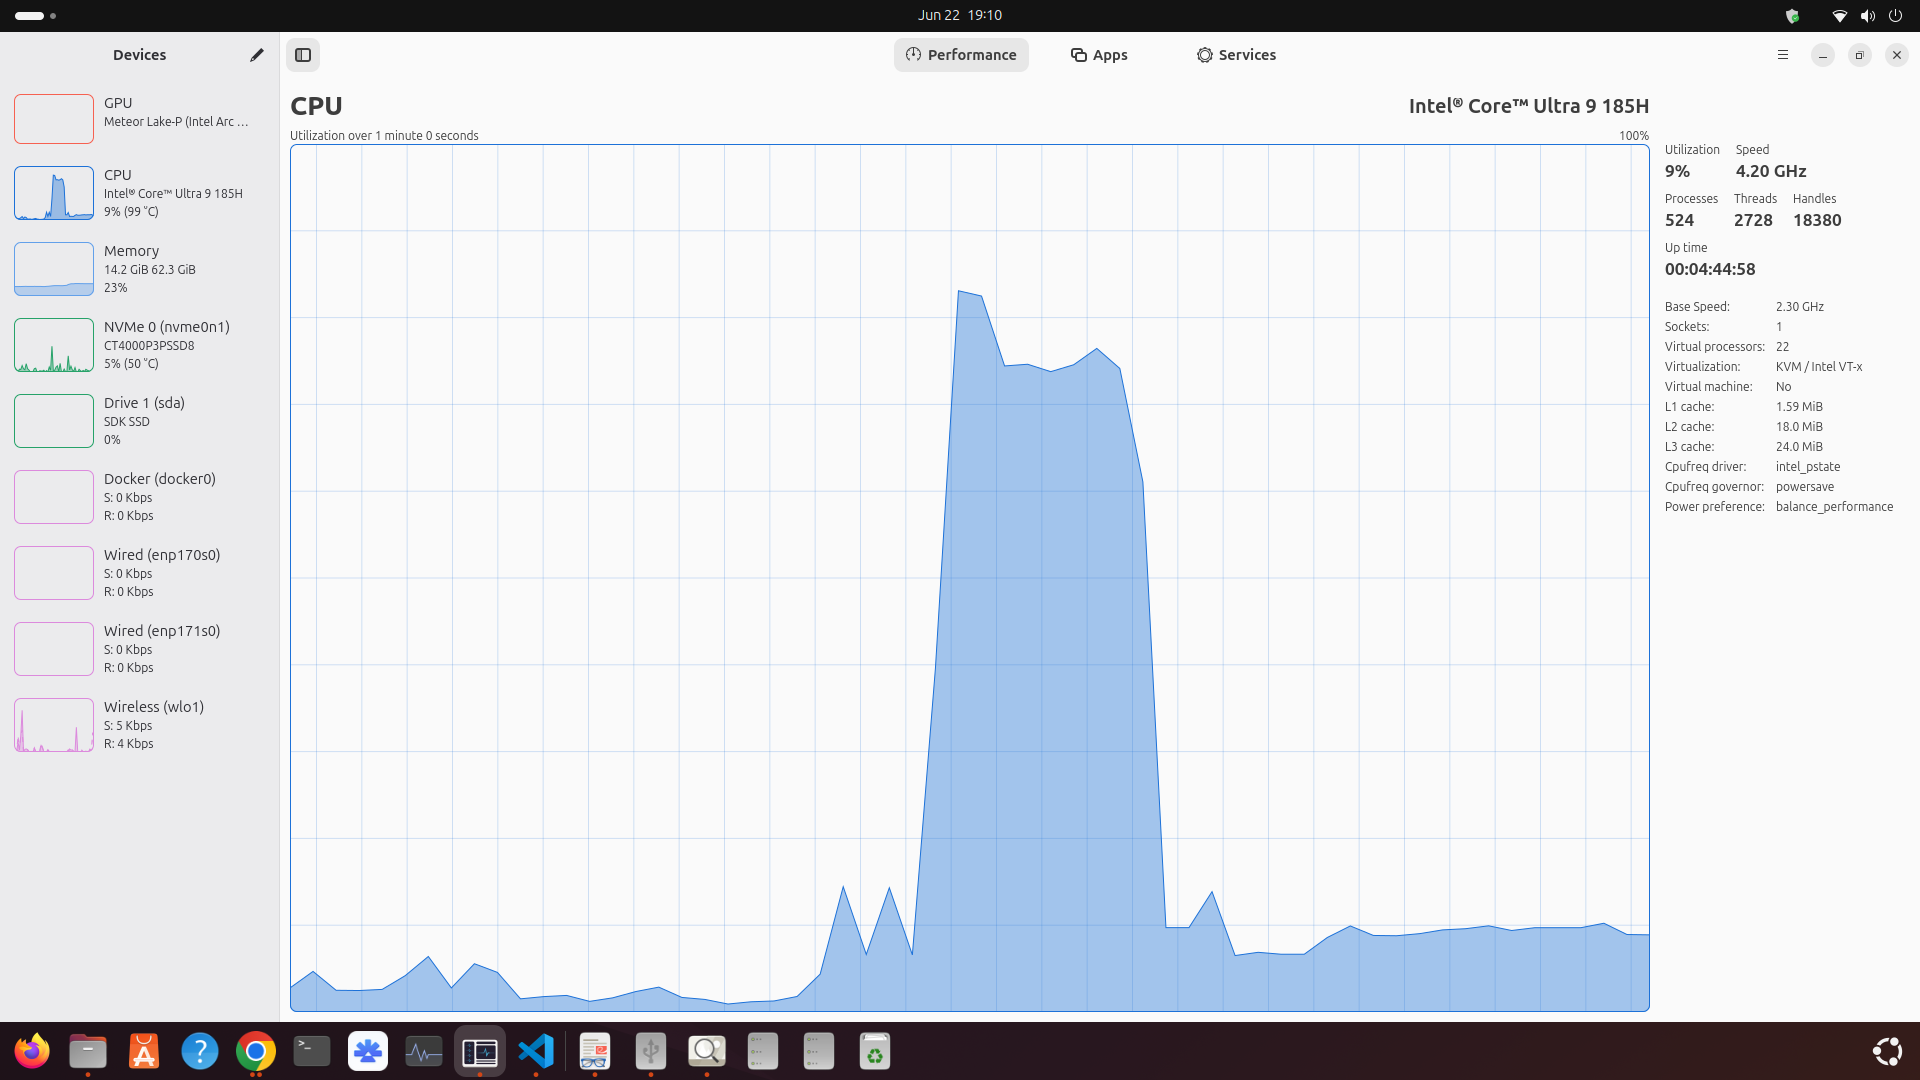 Jun 22 19:10
Devices
Performance
Apps
Services
GPU
Meteor Lake-P (Intel Arc ...
CPU
Intel® Core™ Ultra 9 185H
9% (99 °C)
Memory
14.2 GiB 62.3 GiB
23%
NVMe 0 (nvme0n1)
CT4000P3PSSD8
5% (50 °C)
Drive 1 (sda)
SDK SSD
0%
Docker (docker0)
S: 0 Kbps
R: 0 Kbps
Wired (enp170s0)
S: 0 Kbps
R: 0 Kbps
Wired (enp171s0)
S: 0 Kbps
R: 0 Kbps
Wireless (wlo1)
S: 5 Kbps
R: 4 Kbps
CPU
Intel® Core™ Ultra 9 185H
Utilization over 1 minute 0 seconds
100%
Utilization Speed
9% 4.20 GHz
Processes Threads Handles
524 2728 18380
Up time
00:04:44:58
Base Speed: 2.30 GHz
Sockets: 1
Virtual processors: 22
Virtualization: KVM / Intel VT-x
Virtual machine: No
L1 cache: 1.59 MiB
L2 cache: 18.0 MiB
L3 cache: 24.0 MiB
Cpufreq driver: intel_pstate
Cpufreq governor: powersave
Power preference: balance_performance